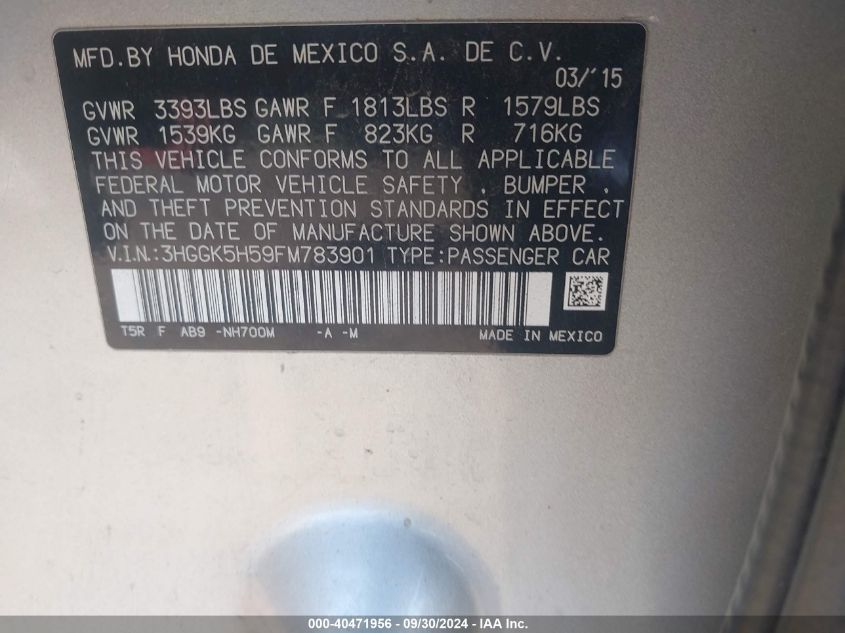 MFD.BY HONDA DE MEXICO S.A. DE C.V.
03/'15
GVWR 3393LBS GAWR F 1813LBS R 1579LBS
GVWR 1539KG GAWR F 823KG R 716KG
THIS VEHICLE CONFORMS TO ALL APPLICABLE
FEDERAL MOTOR VEHICLE SAFETY , BUMPER ,
AND THEFT PREVENTION STANDARDS IN EFFECT
ON THE DATE OF MANUFACTURE SHOWN ABOVE.
V.I.N.:3HGGK5H59FM783901 TYPE:PASSENGER CAR
T5R F AB9 -NH700M -A -M MADE IN MEXICO
000-40471956 - 09/30/2024 - IAA Inc.